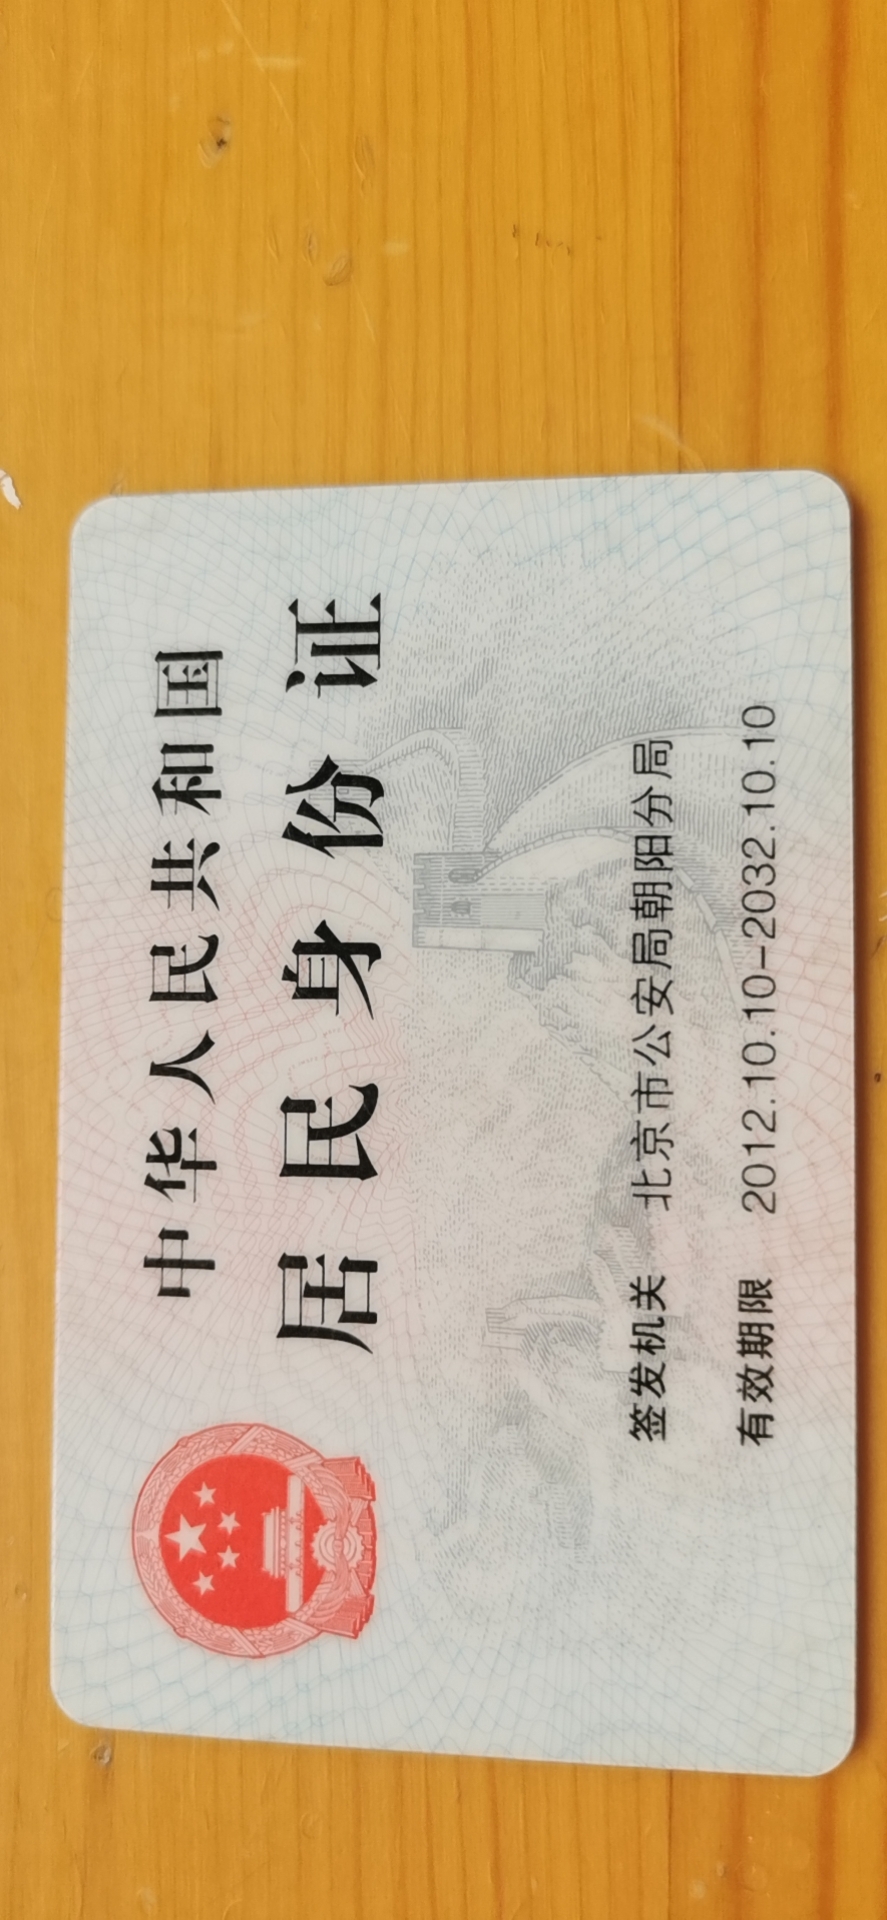 中华人民共和国
居民身份证
签发机关 北京市公安局朝阳分局
有效期限 2012.10.10-2032.10.10